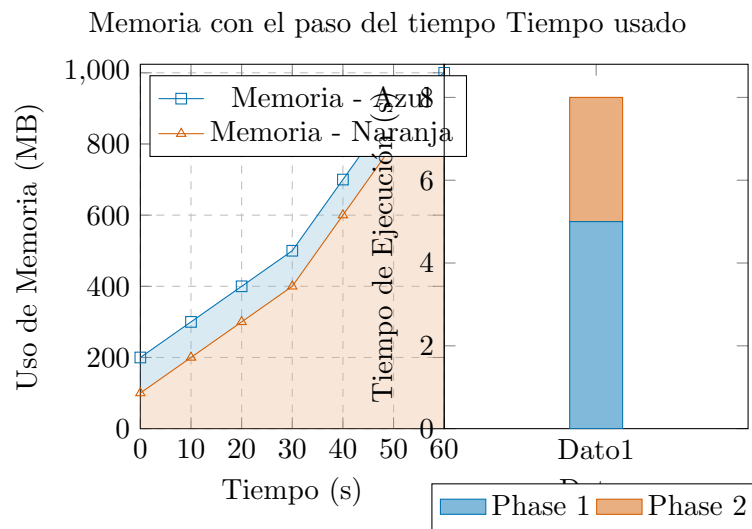 Memoria con el paso del tiempo
Tiempo usado
Uso de Memoria (MB)
1,000
800
600
400
200
0
Memoria - Azul
Memoria - Naranja
0 10 20 30 40 50 60
Tiempo (s)
Tiempo de Ejecución (s)
8
6
4
2
0
Dato1
Phase 1
Phase 2